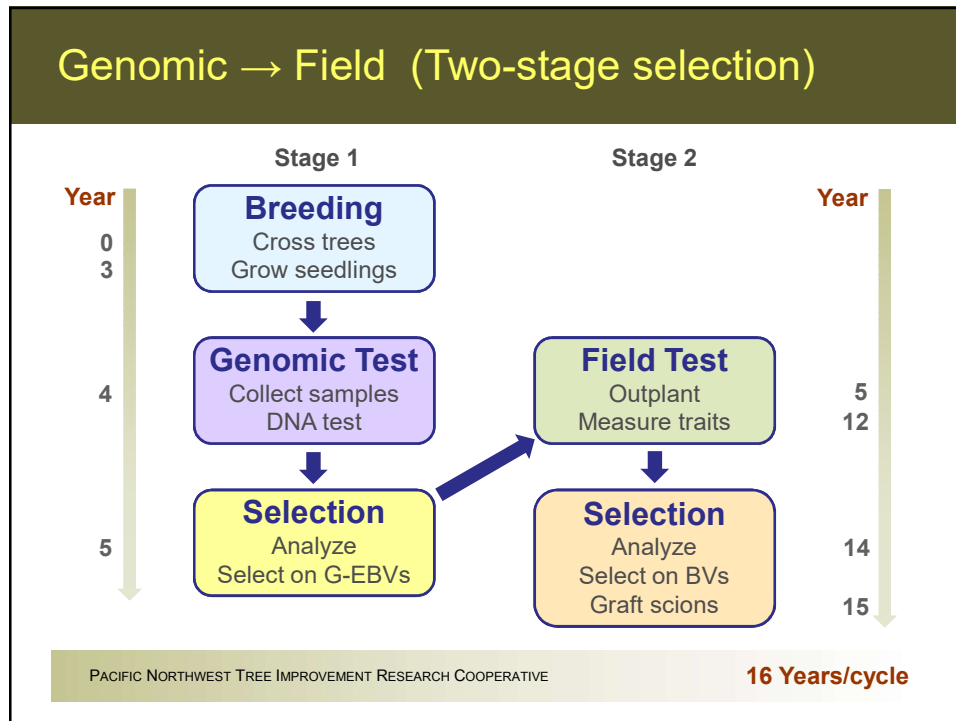 Genomic → Field (Two-stage selection)
Stage 1
Stage 2
Year
0
3
4
5
Breeding
Cross trees
Grow seedlings
Genomic Test
Collect samples
DNA test
Selection
Analyze
Select on G-EBVs
Field Test
Outplant
Measure traits
Selection
Analyze
Select on BVs
Graft scions
Year
5
12
14
15
PACIFIC NORTHWEST TREE IMPROVEMENT RESEARCH COOPERATIVE
16 Years/cycle